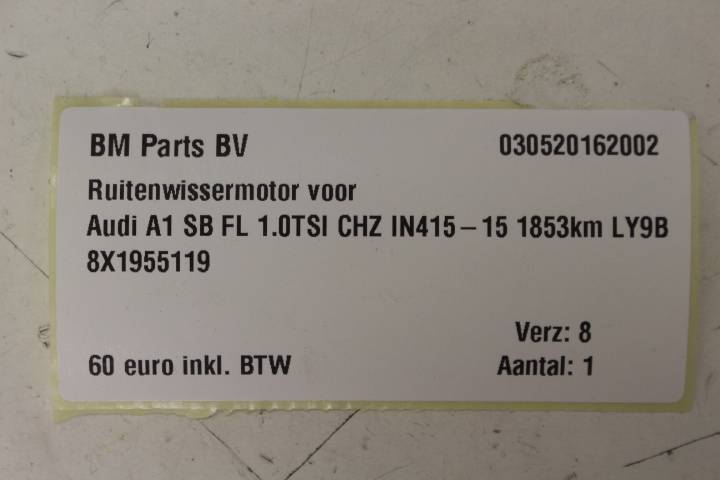 BM Parts BV 030520162002
Ruitenwissermotor voor
Audi A1 SB FL 1.0TSI CHZ IN415-15 1853km LY9B
8X1955119
Verz: 8
60 euro inkl. BTW Aantal: 1